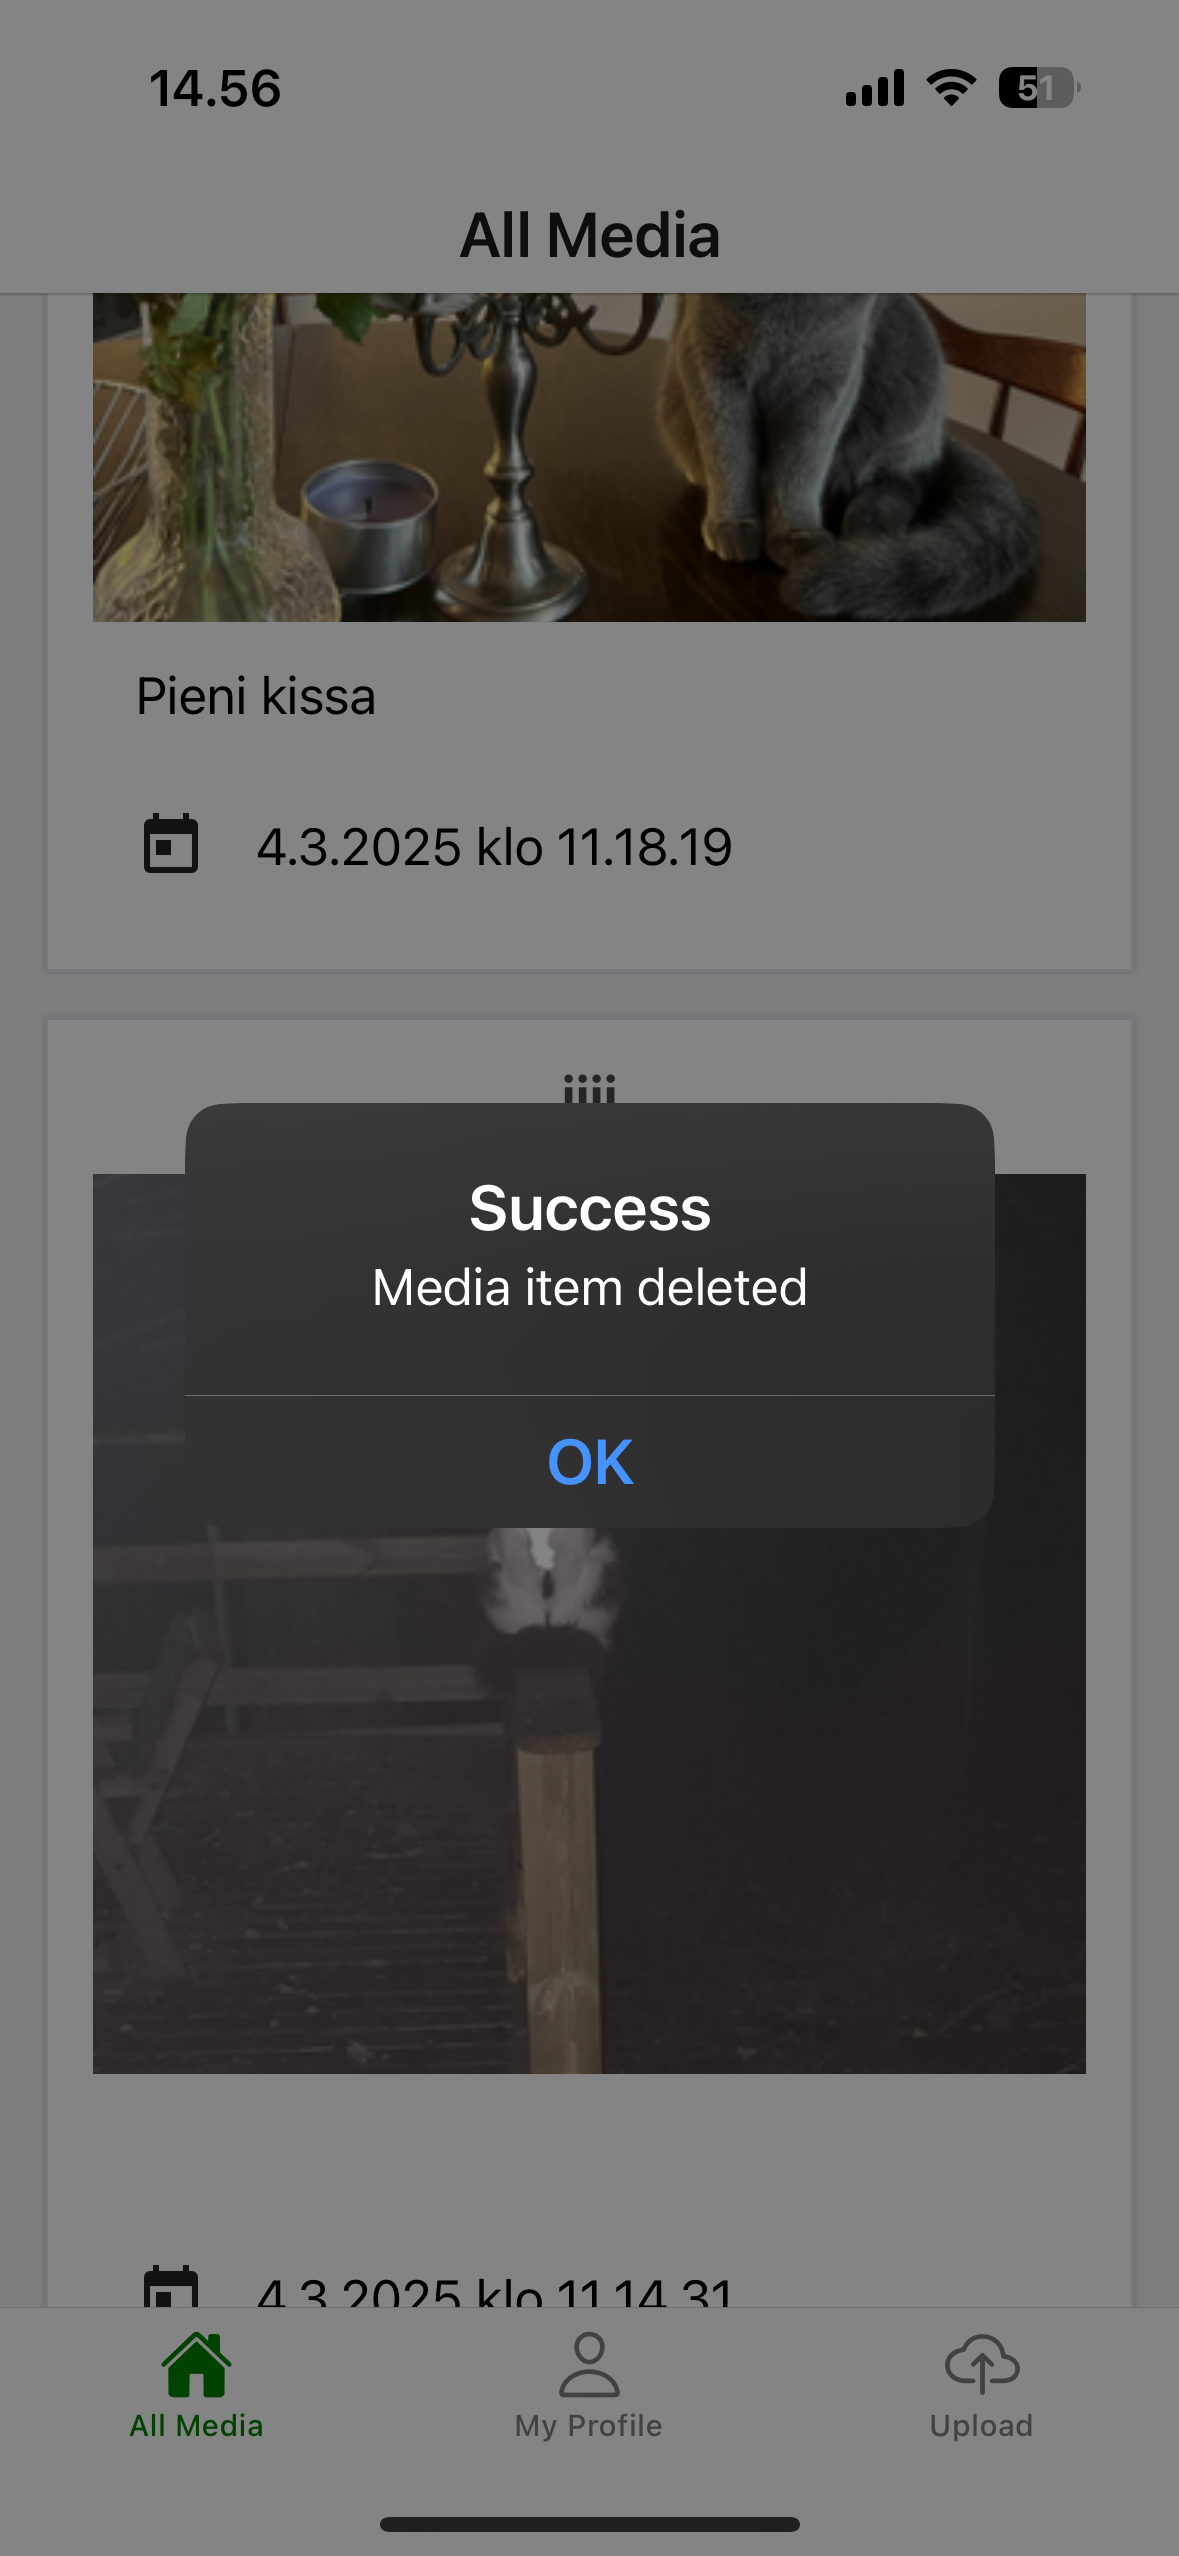 14.56
51
All Media
Pieni kissa
4.3.2025 klo 11.18.19
Success
Media item deleted
OK
4.3.2025 klo 11.14.31
All Media
My Profile
Upload